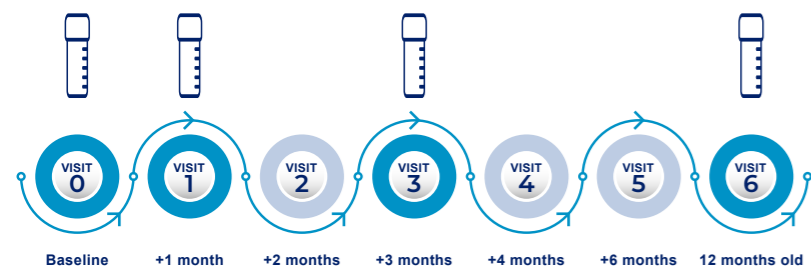 VISIT
0
VISIT
1
VISIT
2
VISIT
3
VISIT
4
VISIT
5
VISIT
6
Baseline
+1 month
+2 months
+3 months
+4 months
+6 months
12 months old